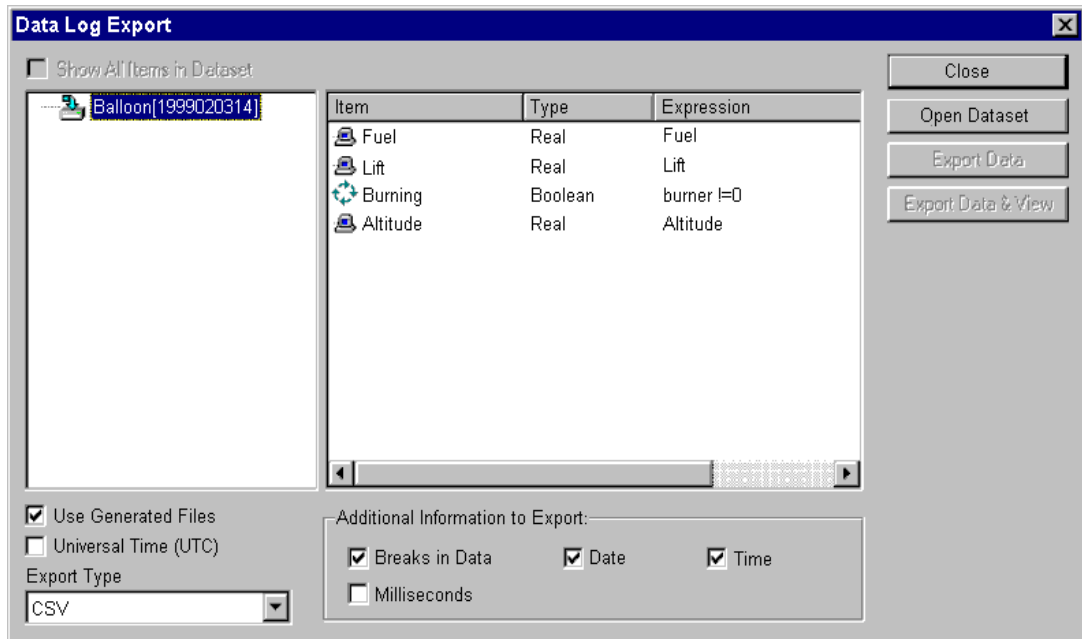 Data Log Export
Show All Items in Dataset
Close
Balloon[1999020314]
Item Type Expression
Open Dataset
Fuel Real Fuel
Export Data
Lift Real Lift
Burning Boolean burner !=0
Export Data & View
Altitude Real Altitude
Use Generated Files
Additional Information to Export:
Universal Time (UTC)
Breaks in Data Date Time
Export Type
Milliseconds
CSV